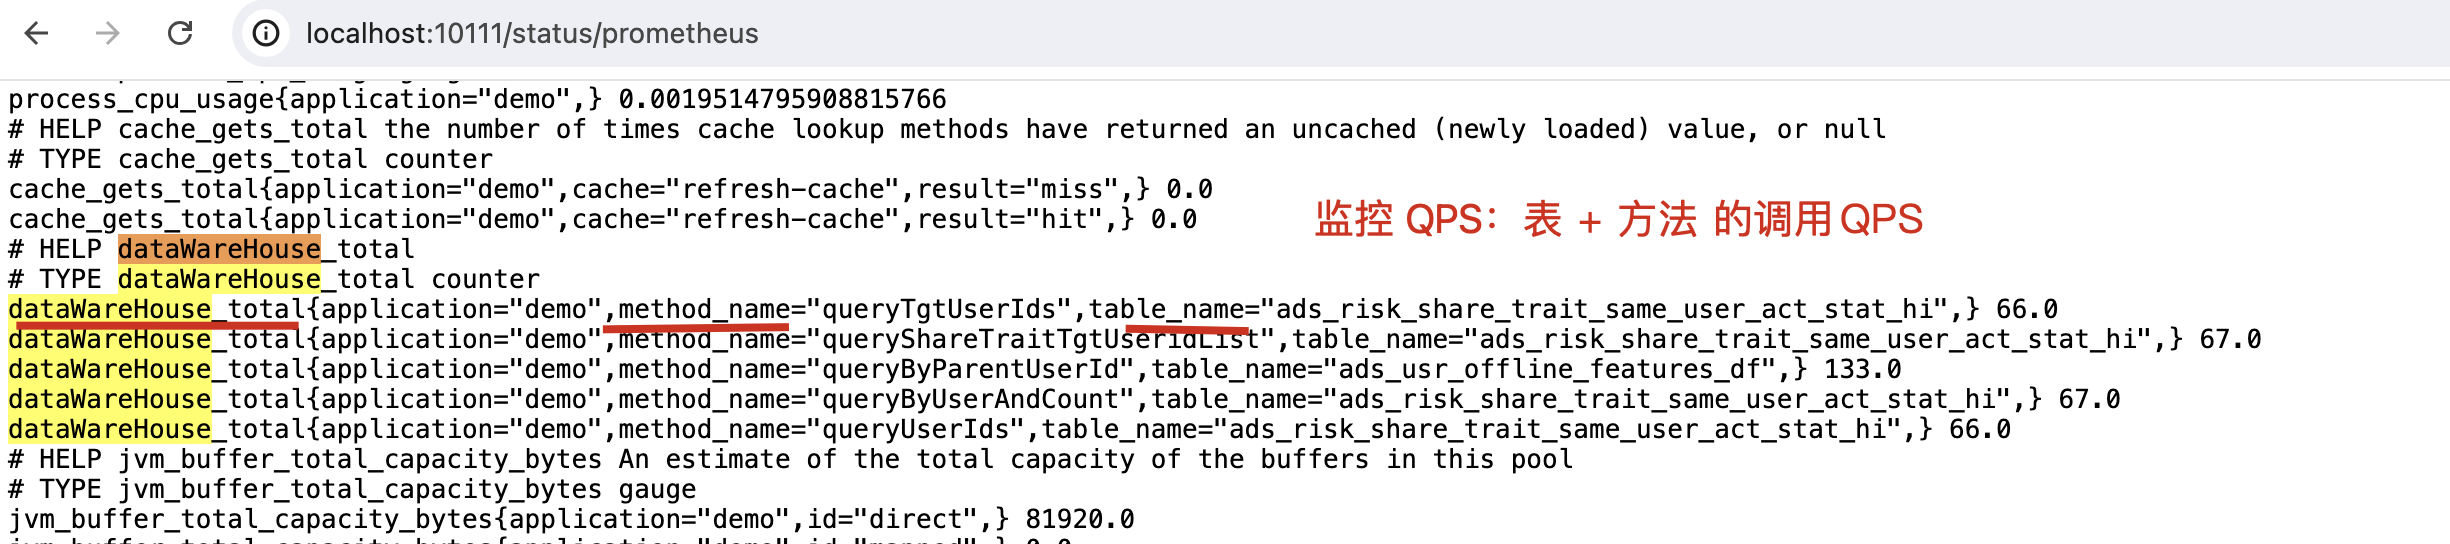 localhost:10111/status/prometheus
process_cpu_usage{application="demo",} 0.0019514795908815766
# HELP cache_gets_total the number of times cache lookup methods have returned an uncached (newly loaded) value, or null
# TYPE cache_gets_total counter
cache_gets_total{application="demo",cache="refresh-cache",result="miss",} 0.0
cache_gets_total{application="demo",cache="refresh-cache",result="hit",} 0.0
监控 QPS：表 + 方法 的调用QPS
# HELP dataWareHouse_total
# TYPE dataWareHouse_total counter
dataWareHouse_total{application="demo",method_name="queryTgtUserIds",table_name="ads_risk_share_trait_same_user_act_stat_hi",} 66.0
dataWareHouse_total{application="demo",method_name="queryShareTraitTgtUserIdList",table_name="ads_risk_share_trait_same_user_act_stat_hi",} 67.0
dataWareHouse_total{application="demo",method_name="queryByParentUserId",table_name="ads_usr_offline_features_df",} 133.0
dataWareHouse_total{application="demo",method_name="queryByUserAndCount",table_name="ads_risk_share_trait_same_user_act_stat_hi",} 67.0
dataWareHouse_total{application="demo",method_name="queryUserIds",table_name="ads_risk_share_trait_same_user_act_stat_hi",} 66.0
# HELP jvm_buffer_total_capacity_bytes An estimate of the total capacity of the buffers in this pool
# TYPE jvm_buffer_total_capacity_bytes gauge
jvm_buffer_total_capacity_bytes{application="demo",id="direct",} 81920.0